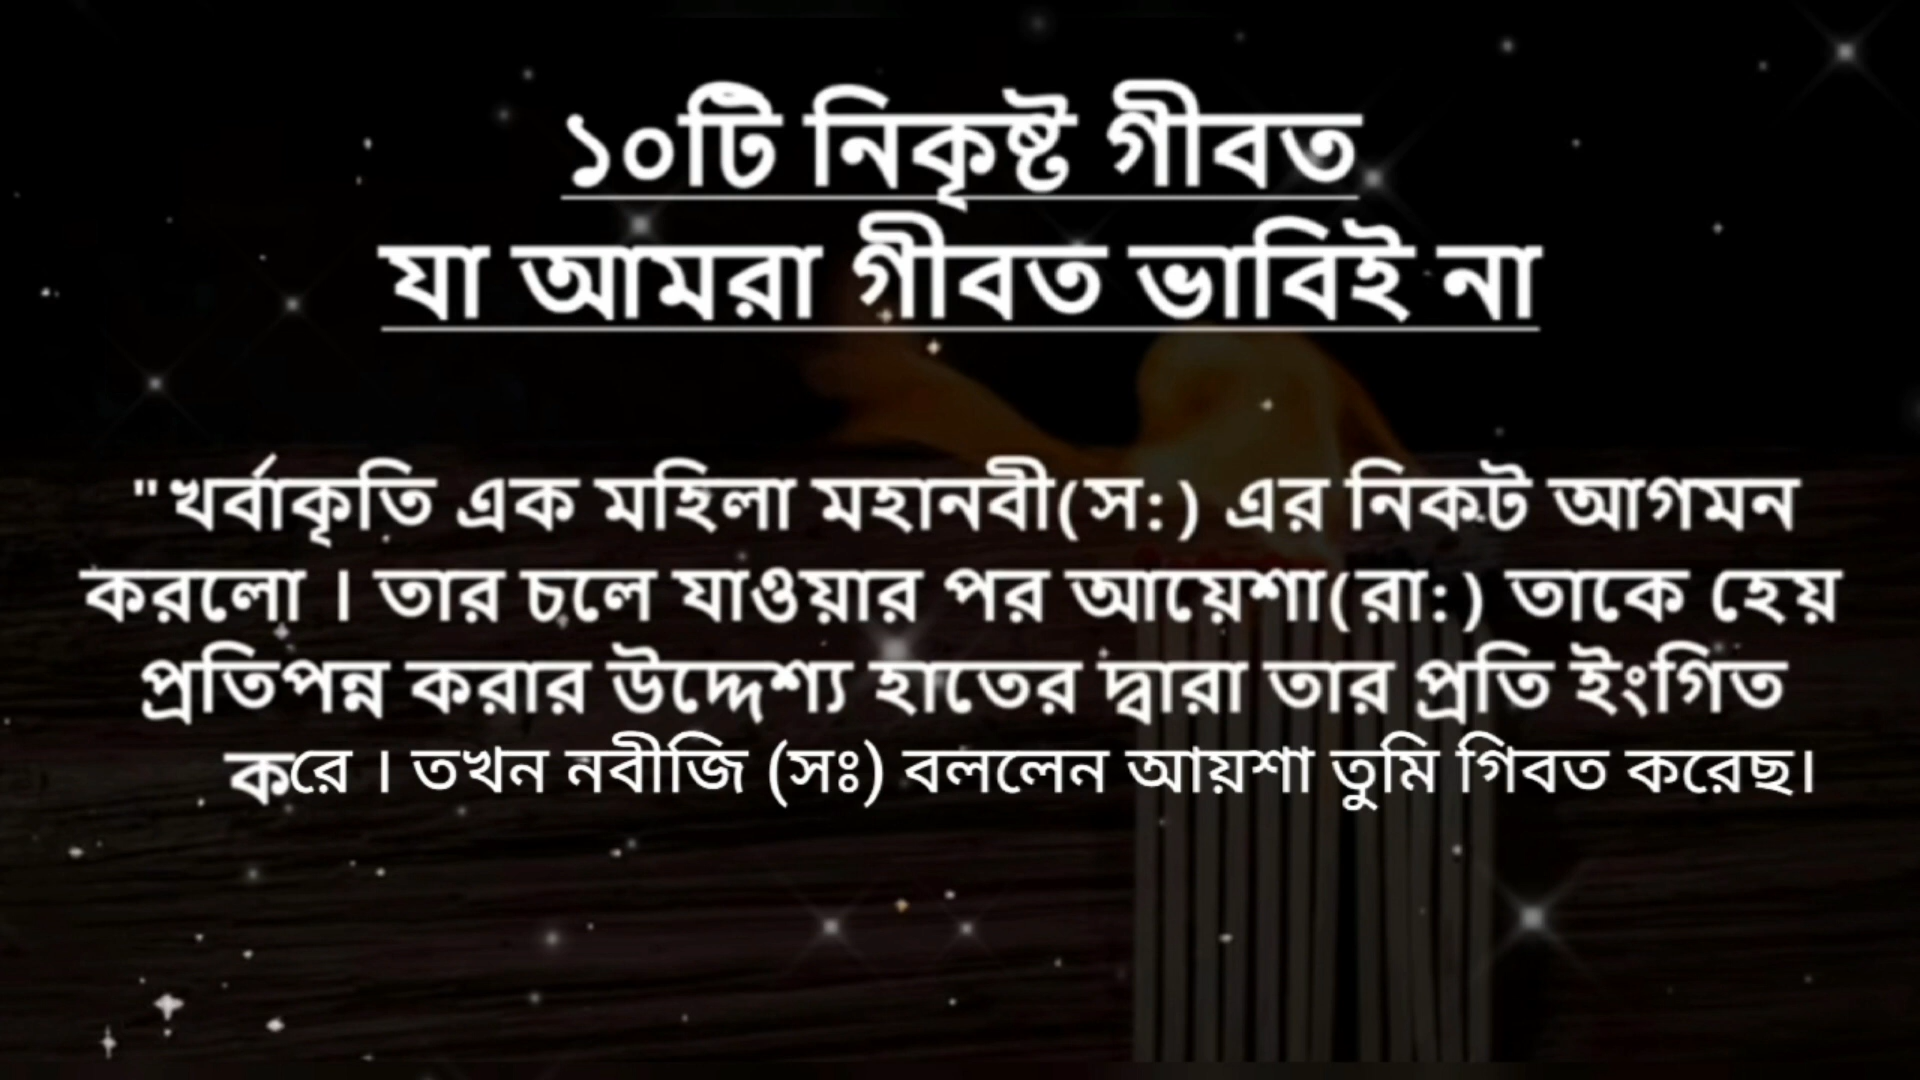 ১০টি নিকৃষ্ট গীবত
যা আমরা গীবত ভাবিই না
"খর্বাকৃতি এক মহিলা মহানবী(স:) এর নিকট আগমন
করলো । তার চলে যাওয়ার পর আয়েশা(রা:) তাকে হেয়
প্রতিপন্ন করার উদ্দেশ্য হাতের দ্বারা তার প্রতি ইংগিত
করে । তখন নবীজি (সঃ) বললেন আয়শা তুমি গিবত করেছ।